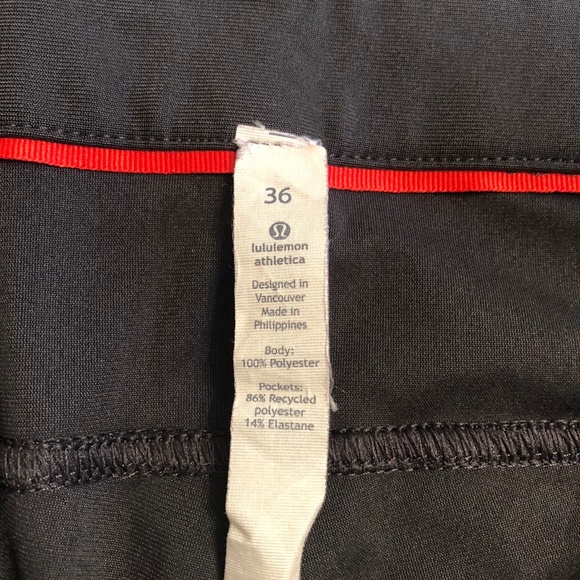 36
lululemon
athletica
Designed in
Vancouver
Made in
Philippines
Body:
100% Polyester
Pockets:
86% Recycled
polyester
14% Elastane